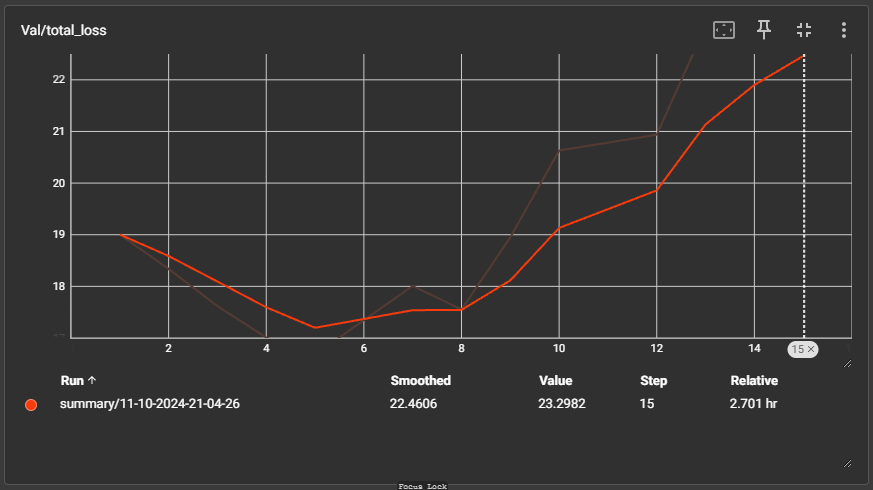 Val/total_loss
22
21
20
19
18
2 4 6 8 10 12 14 15 ×
Run ↑ Smoothed Value Step Relative
summary/11-10-2024-21-04-26 22.4606 23.2982 15 2.701 hr
Focus Lock